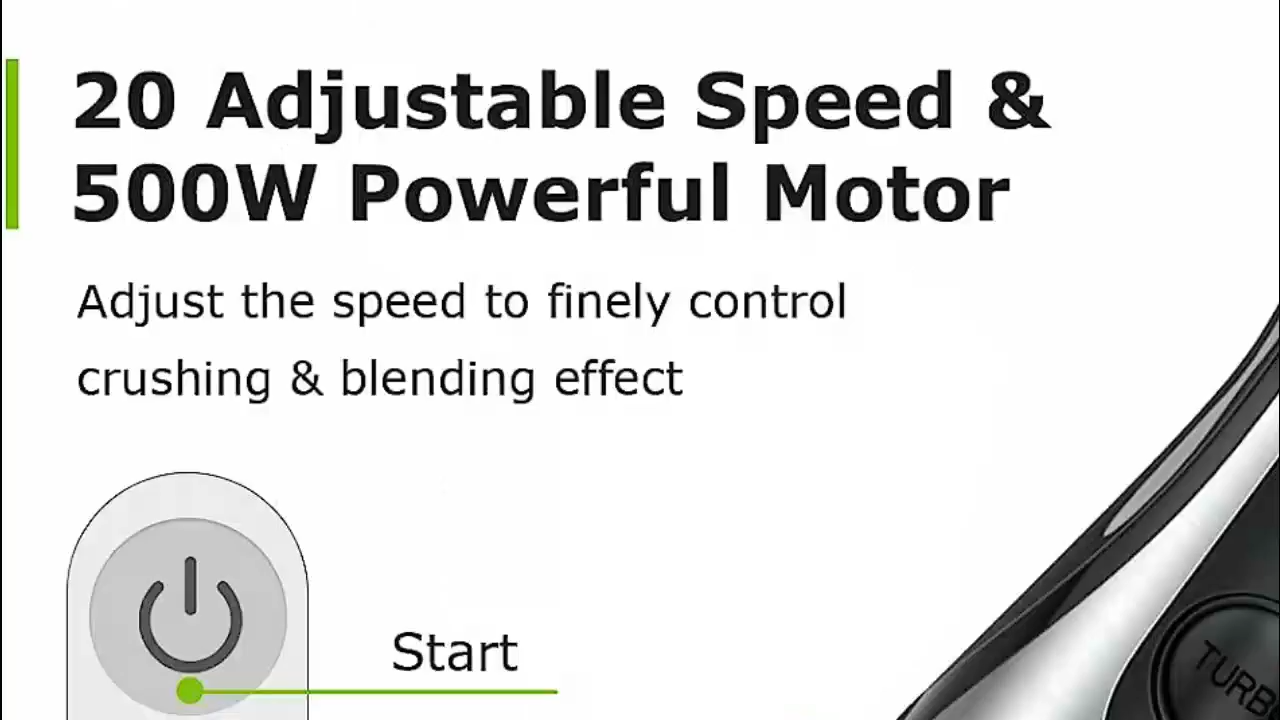 20 Adjustable Speed &
500W Powerful Motor
Adjust the speed to finely control
crushing & blending effect
Start